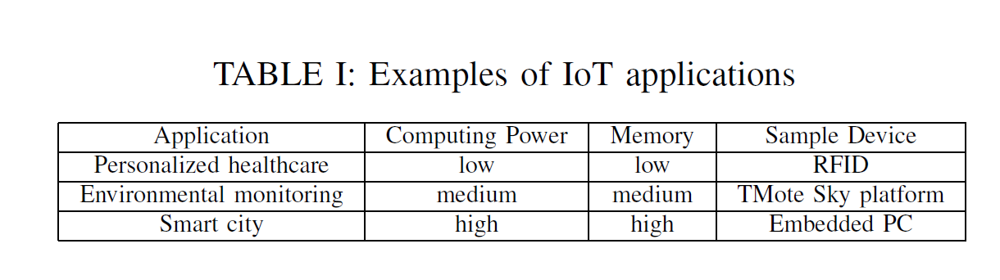 TABLE I: Examples of IoT applications
Application Computing Power Memory Sample Device
Personalized healthcare low low RFID
Environmental monitoring medium medium TMote Sky platform
Smart city high high Embedded PC